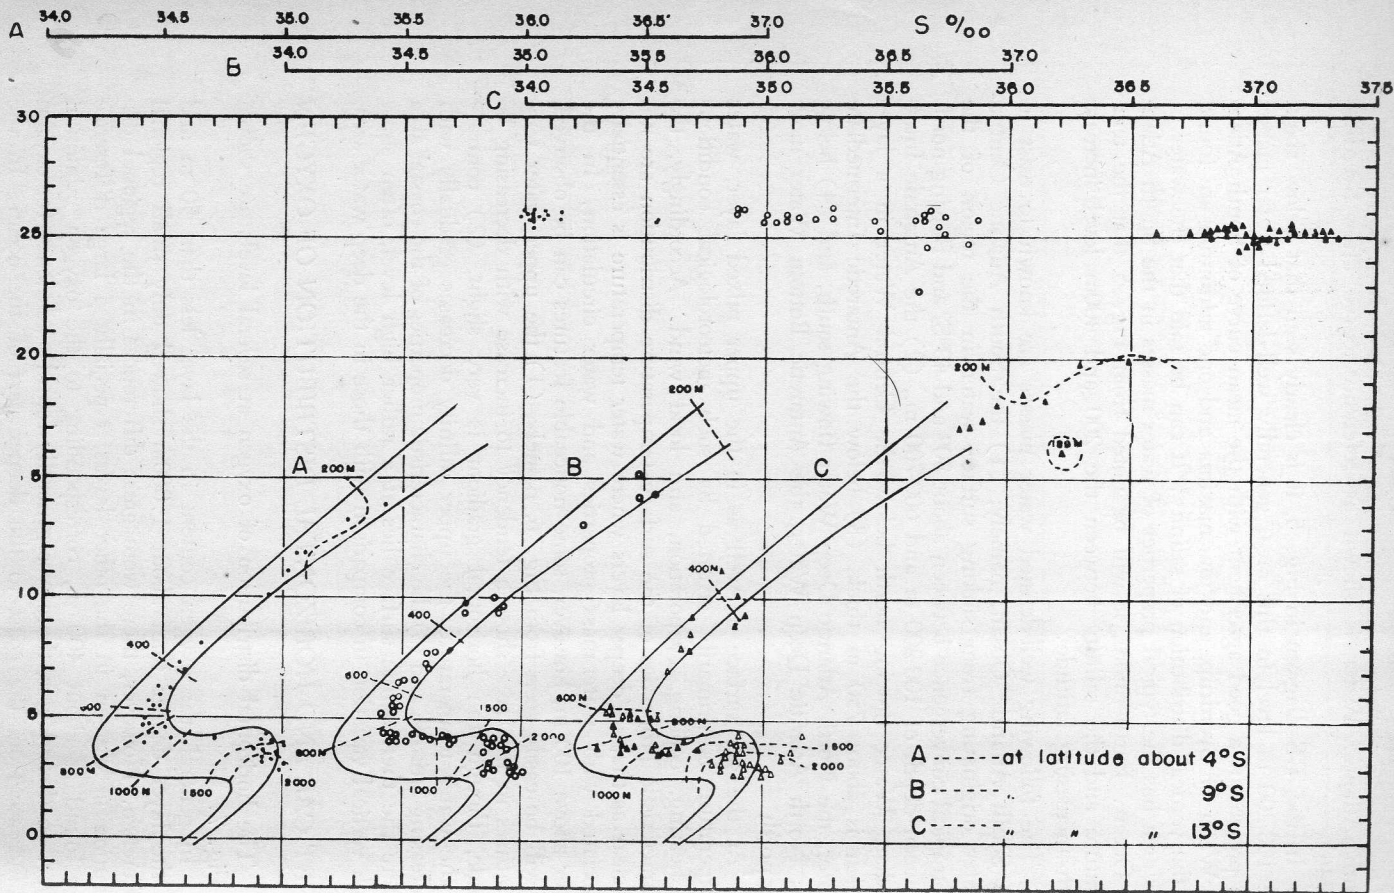 A 34.0 34.5 35.0 35.5 36.0 36.5 37.0 S %oo
B 34.0 34.5 35.0 35.5 36.0 36.5 37.0
C 34.0 34.5 35.0 35.5 36.0 36.5 37.0 37.5
30
25
20
200 M
200 M
199 M
A B C
200 M
15
400 M
10
400
400
600
600 M
600
5
1500
800 M
2000
1500
800 M
800 M
2000
1000 M 1500 2000
1000
1000 M
A -------at latitude about 4°S
B ------- " 9°S
C ------- " " " 13°S
0